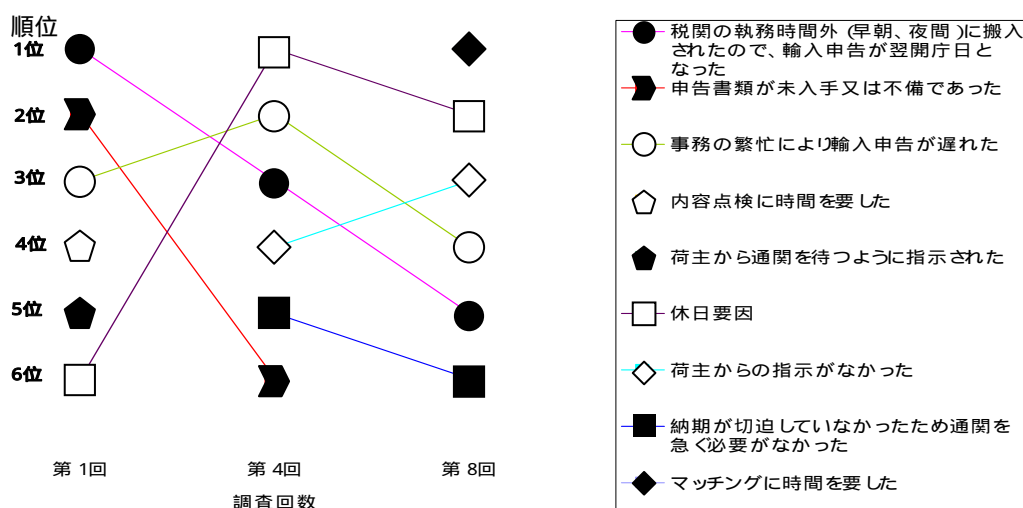 順位
1位
2位
3位
4位
5位
6位
第 1回
第 4回
第 8回
調査回数
税関の執務時間外 (早朝、夜間 )に搬入
されたので、輸入申告が翌開庁日と
なった
申告書類が未入手又は不備であった
事務の繁忙により輸入申告が遅れた
内容点検に時間を要した
荷主から通関を待つように指示された
休日要因
荷主からの指示がなかった
納期が切迫していなかったため通関を
急ぐ必要がなかった
マッチングに時間を要した